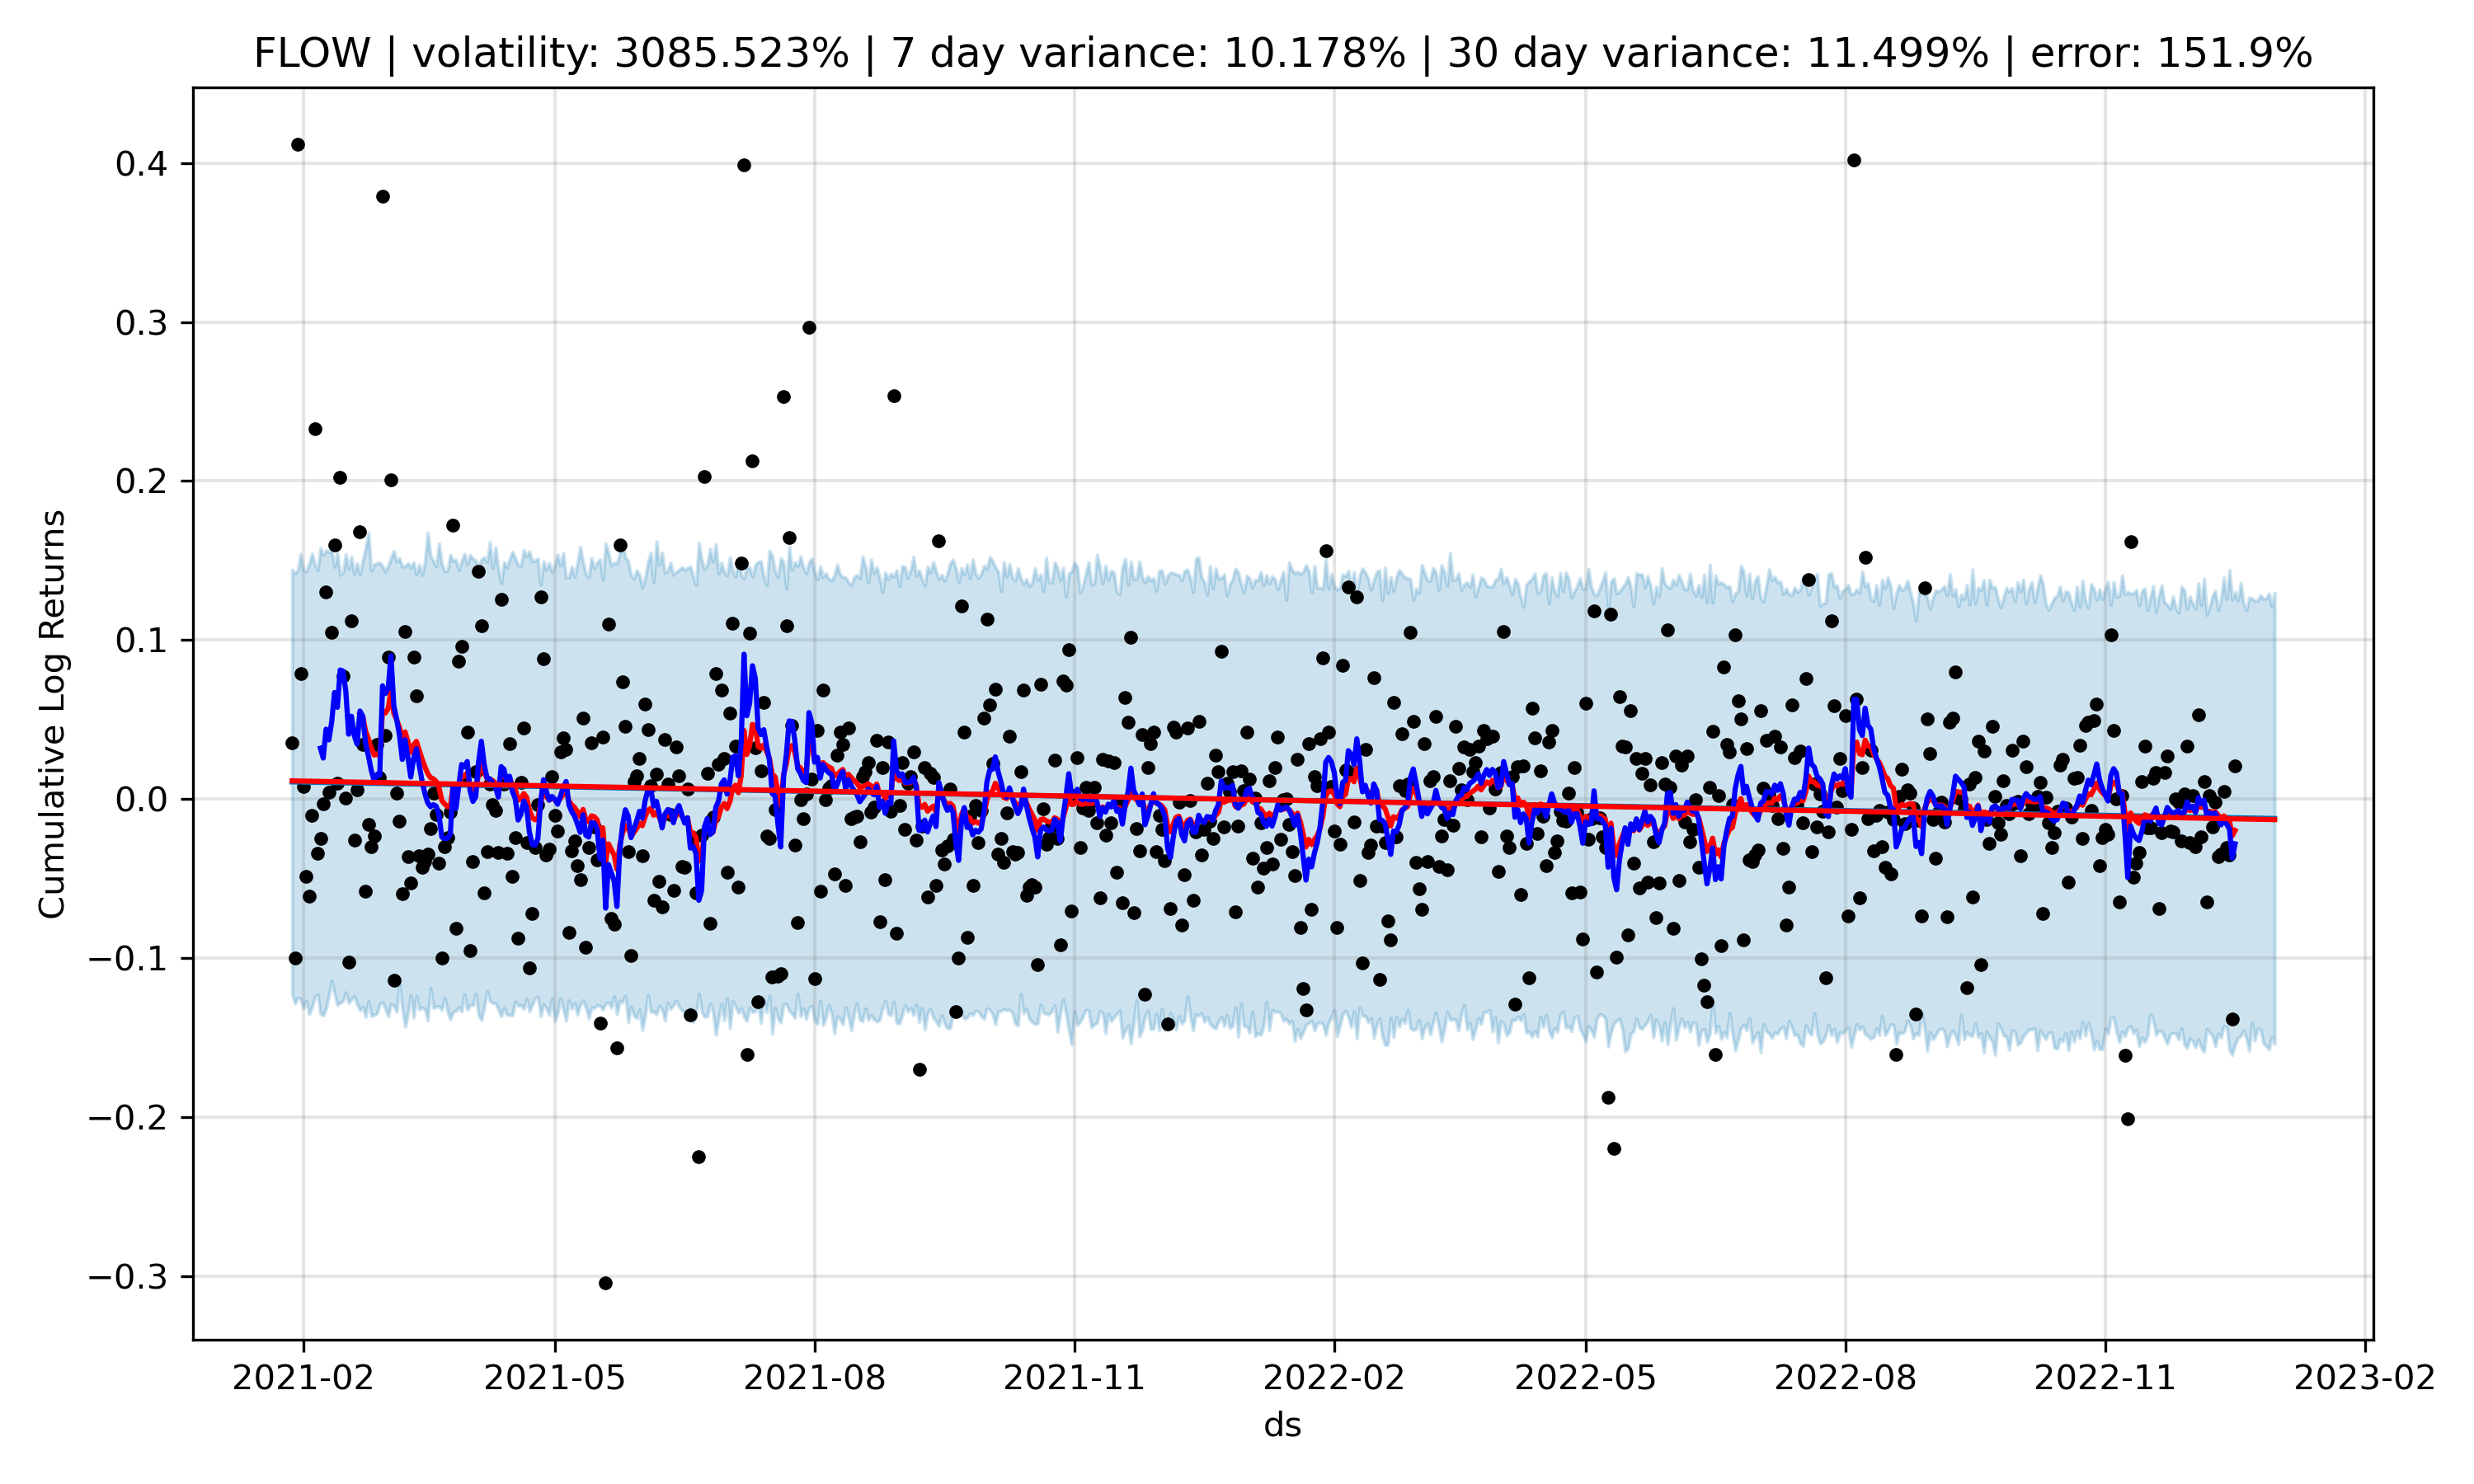 FLOW | volatility: 3085.523% | 7 day variance: 10.178% | 30 day variance: 11.499% | error: 151.9%
Cumulative Log Returns
0.4
0.3
0.2
0.1
0.0
−0.1
−0.2
−0.3
2021-02 2021-05 2021-08 2021-11 2022-02 2022-05 2022-08 2022-11 2023-02
ds